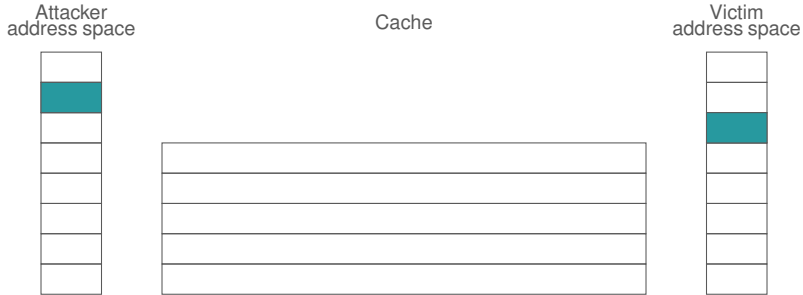 Attacker
address space
Cache
Victim
address space